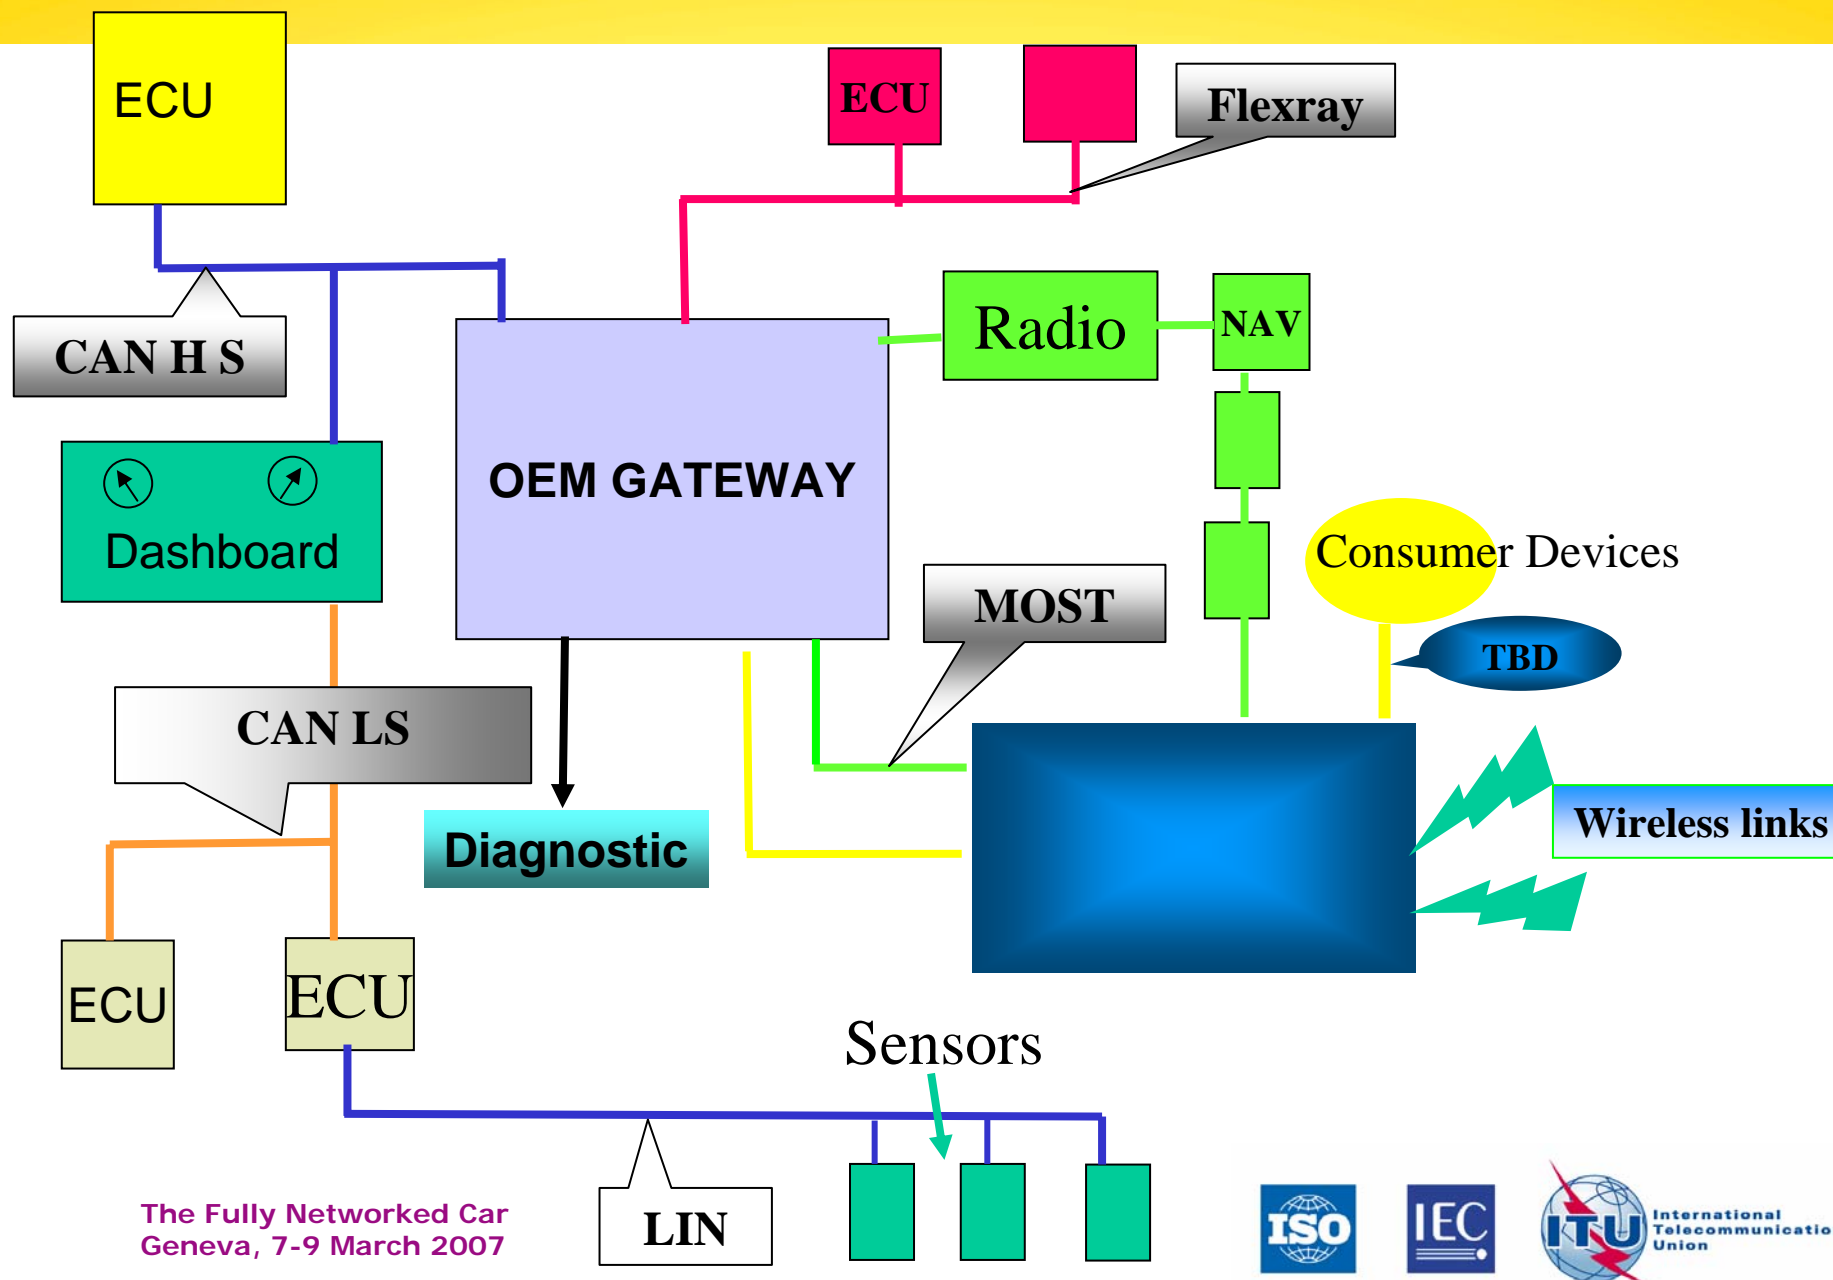 ECU
ECU
Flexray
CAN H S
Radio
NAV
OEM GATEWAY
Dashboard
Consumer Devices
MOST
TBD
CAN LS
Wireless links
Diagnostic
ECU
ECU
Sensors
LIN
The Fully Networked Car
Geneva, 7-9 March 2007
ISO
IEC
ITU
International
Telecommunicatio
Union